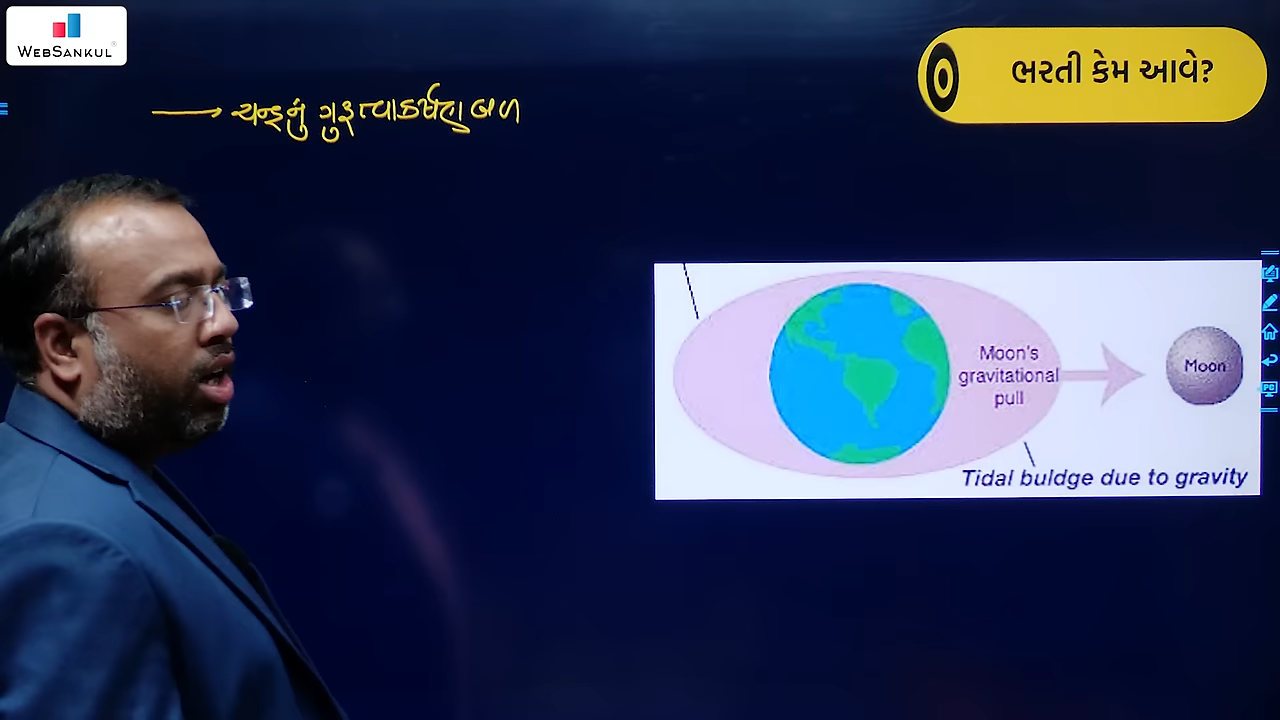 WEBSANKUL
ભરતી કેમ આવે?
→ ચન્દ્રનું ગુરૂત્વાકર્ષણ બળ
Moon's
gravitational
pull
Moon
Tidal buldge due to gravity